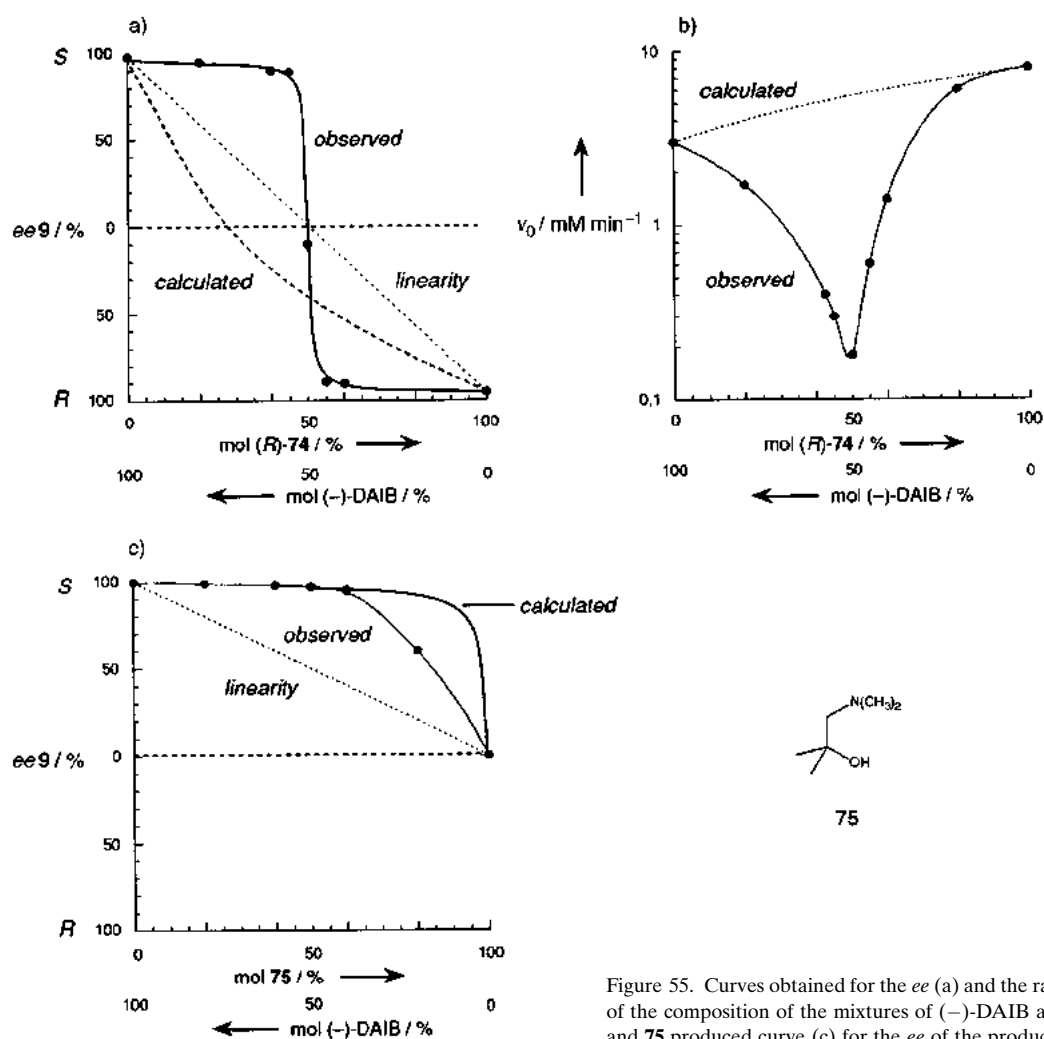 a)
S
100
50
ee 9 / %
0
50
R
100
observed
calculated
linearity
0
50
100
mol (R)-74 / %
100
50
0
mol (−)-DAIB / %
b)
10
1
0,1
v0 / mM min−1
calculated
observed
0
50
100
mol (R)-74 / %
100
50
0
mol (−)-DAIB / %
c)
S
100
50
ee 9 / %
0
50
R
100
calculated
observed
linearity
0
50
100
mol 75 / %
100
50
0
mol (−)-DAIB / %
N(CH3)2
OH
75
Figure 55. Curves obtained for the ee (a) and the ra
of the composition of the mixtures of (−)-DAIB a
and 75 produced curve (c) for the ee of the produc